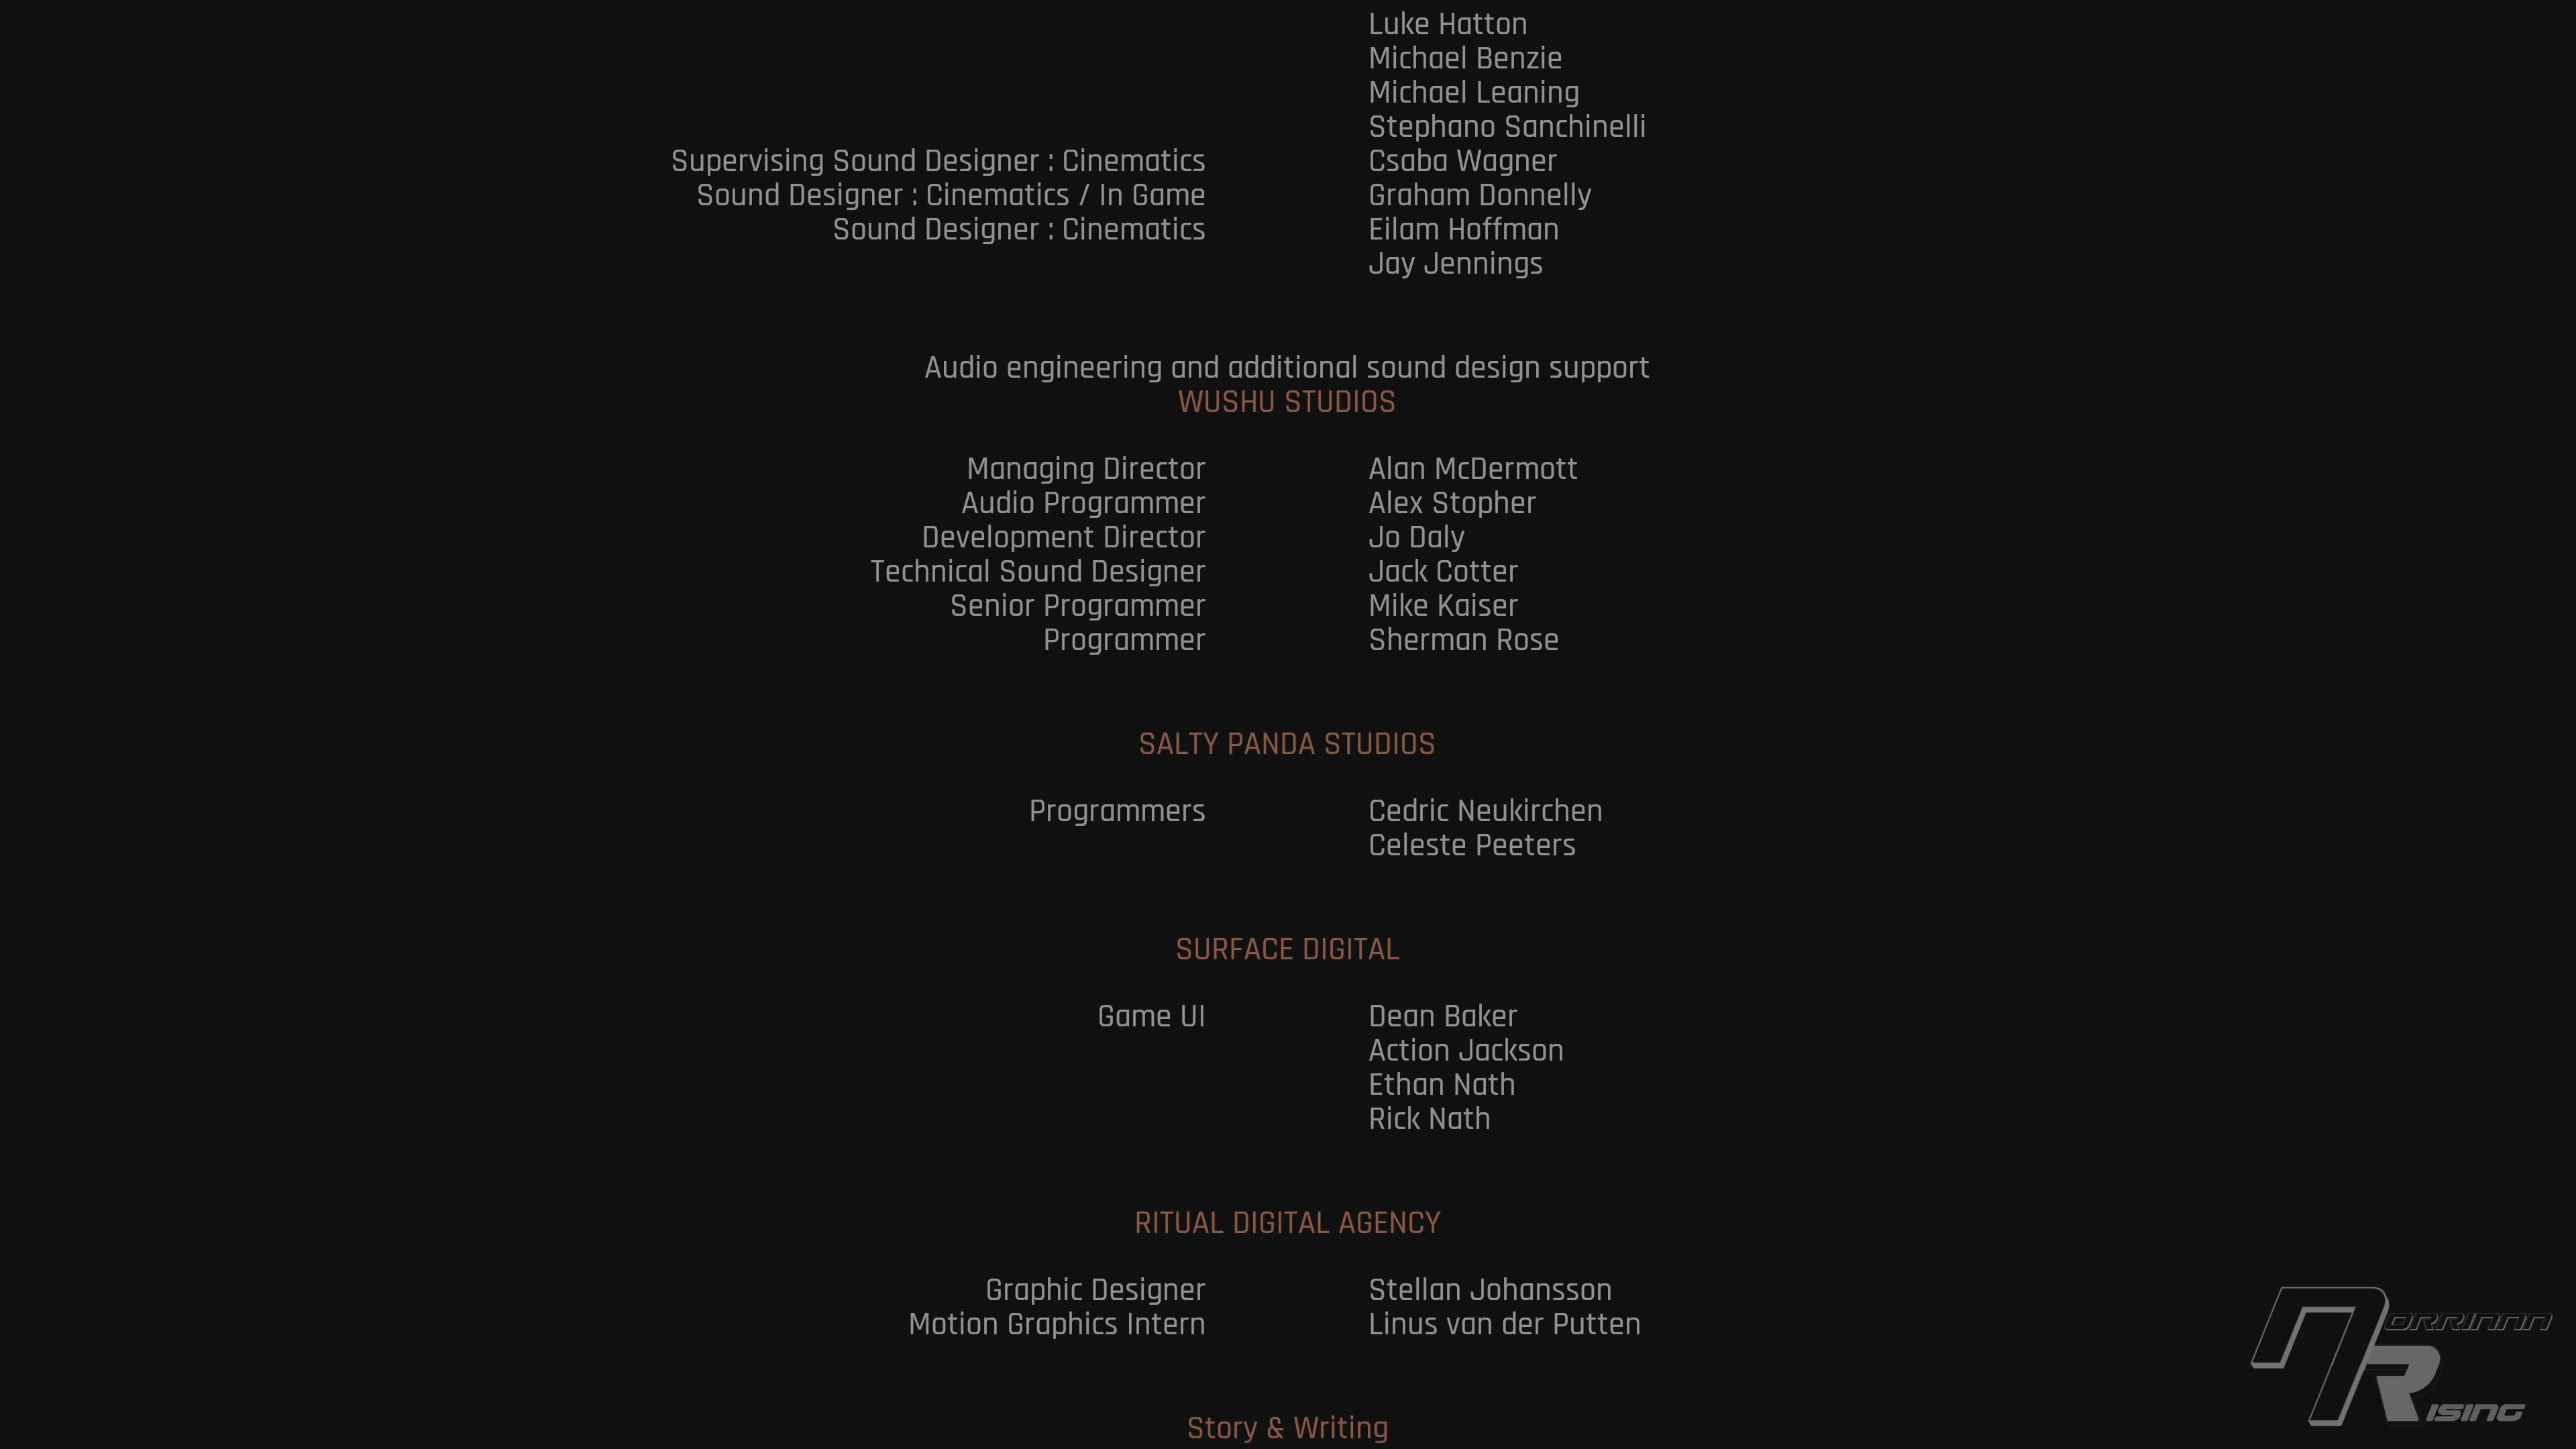 Luke Hatton
Michael Benzie
Michael Leaning
Stephano Sanchinelli
Supervising Sound Designer : Cinematics Csaba Wagner
Sound Designer : Cinematics / In Game Graham Donnelly
Sound Designer : Cinematics Eilam Hoffman
Jay Jennings
Audio engineering and additional sound design support
WUSHU STUDIOS
Managing Director Alan McDermott
Audio Programmer Alex Stopher
Development Director Jo Daly
Technical Sound Designer Jack Cotter
Senior Programmer Mike Kaiser
Programmer Sherman Rose
SALTY PANDA STUDIOS
Programmers Cedric Neukirchen
Celeste Peeters
SURFACE DIGITAL
Game UI Dean Baker
Action Jackson
Ethan Nath
Rick Nath
RITUAL DIGITAL AGENCY
Graphic Designer Stellan Johansson
Motion Graphics Intern Linus van der Putten
Story & Writing
Rising